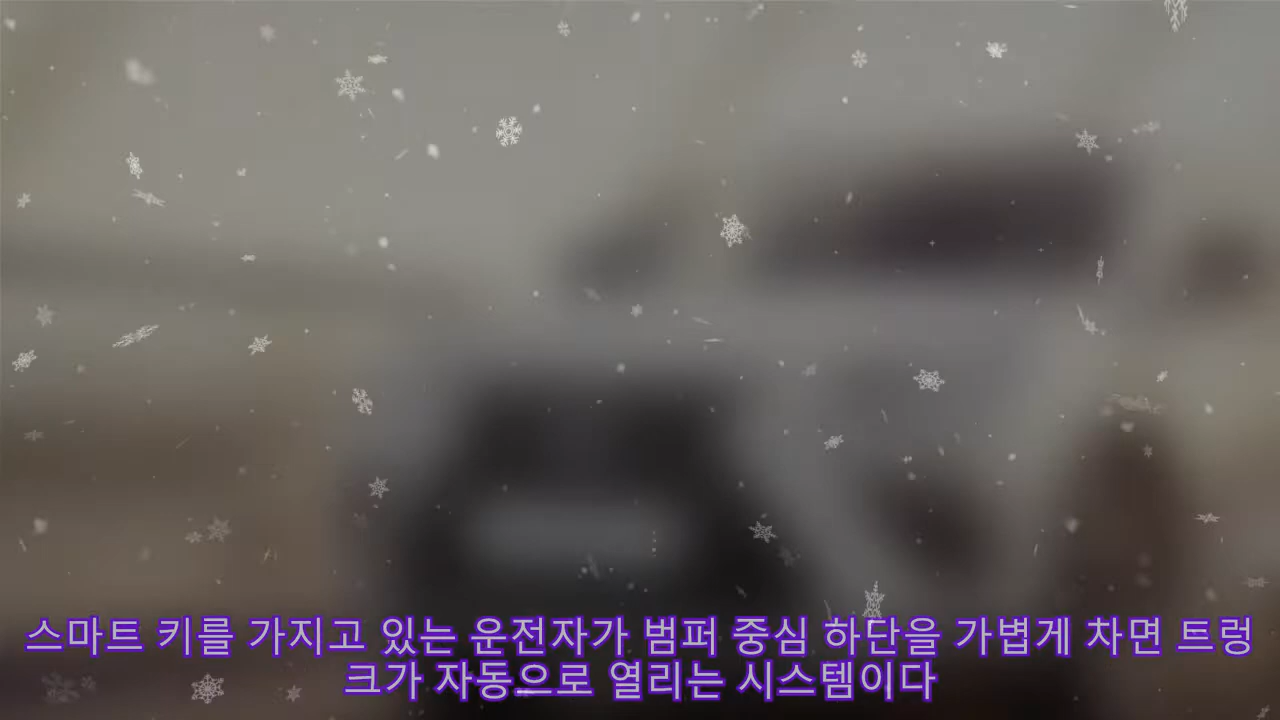 스마트 키를 가지고 있는 운전자가 범퍼 중심 하단을 가볍게 차면 트렁
크가 자동으로 열리는 시스템이다